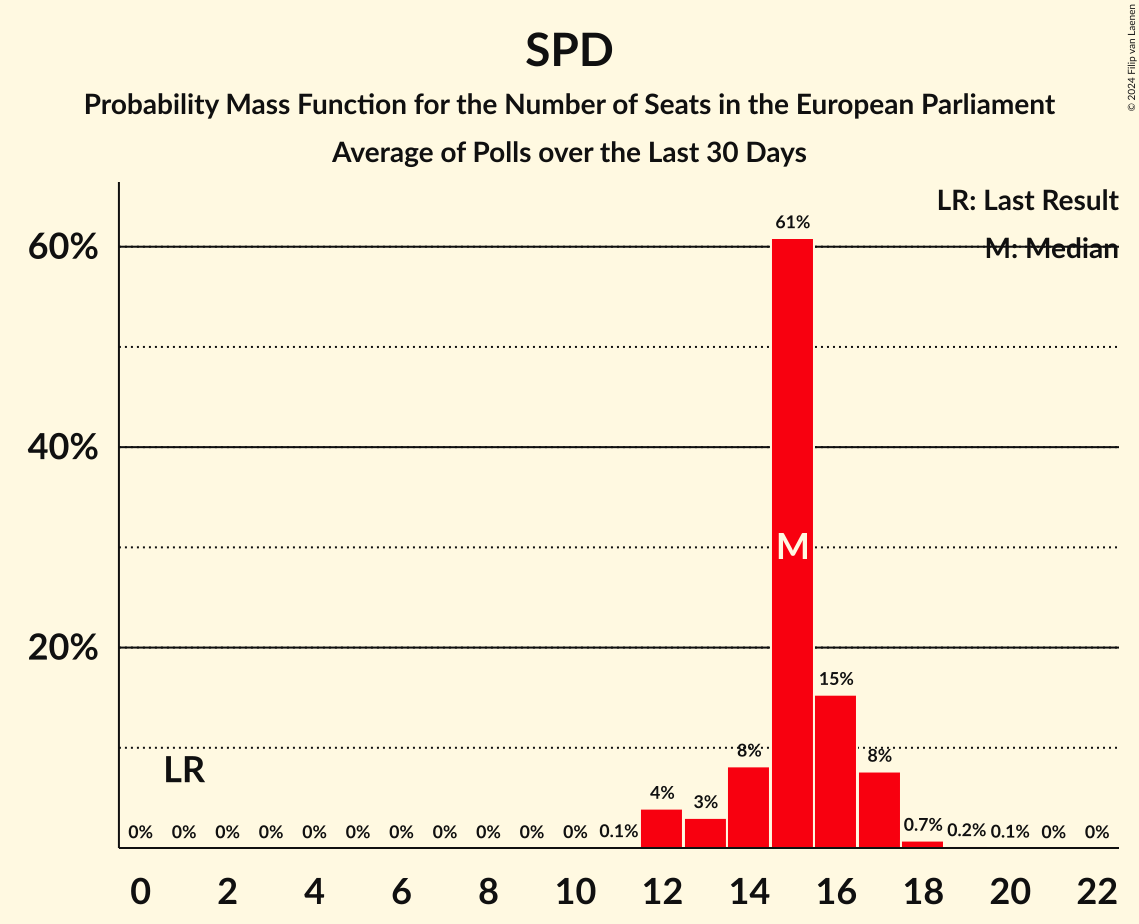 SPD
Probability Mass Function for the Number of Seats in the European Parliament
Average of Polls over the Last 30 Days
© 2024 Filip van Laenen
LR: Last Result
M: Median
60%
40%
20%
61%
M
15%
LR
8%
8%
4%
3%
0% 0% 0% 0% 0% 0% 0% 0% 0% 0% 0% 0.1% 0.7% 0.2% 0.1% 0% 0%
0 2 4 6 8 10 12 14 16 18 20 22